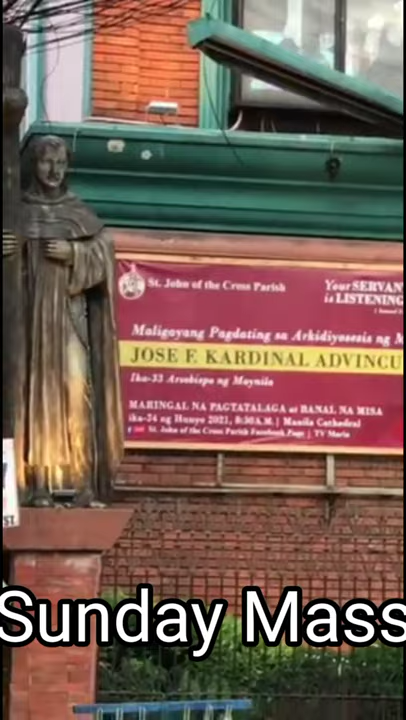 St. John of the Cross Parish
Your SERVAN
is LISTENING
Maligayang Pagdating sa Arkidiyosesis ng M
JOSE F. KARDINAL ADVINCU
Ika-33 Arsobispo ng Maynila
MARINGAL NA PAGTATALAGA at BANAL NA MISA
ika-24 ng Hunyo 2021, 8:30A.M. | Manila Cathedral
St. John of the Cross Parish Facebook Page | TV Maria
ST
Sunday Mass